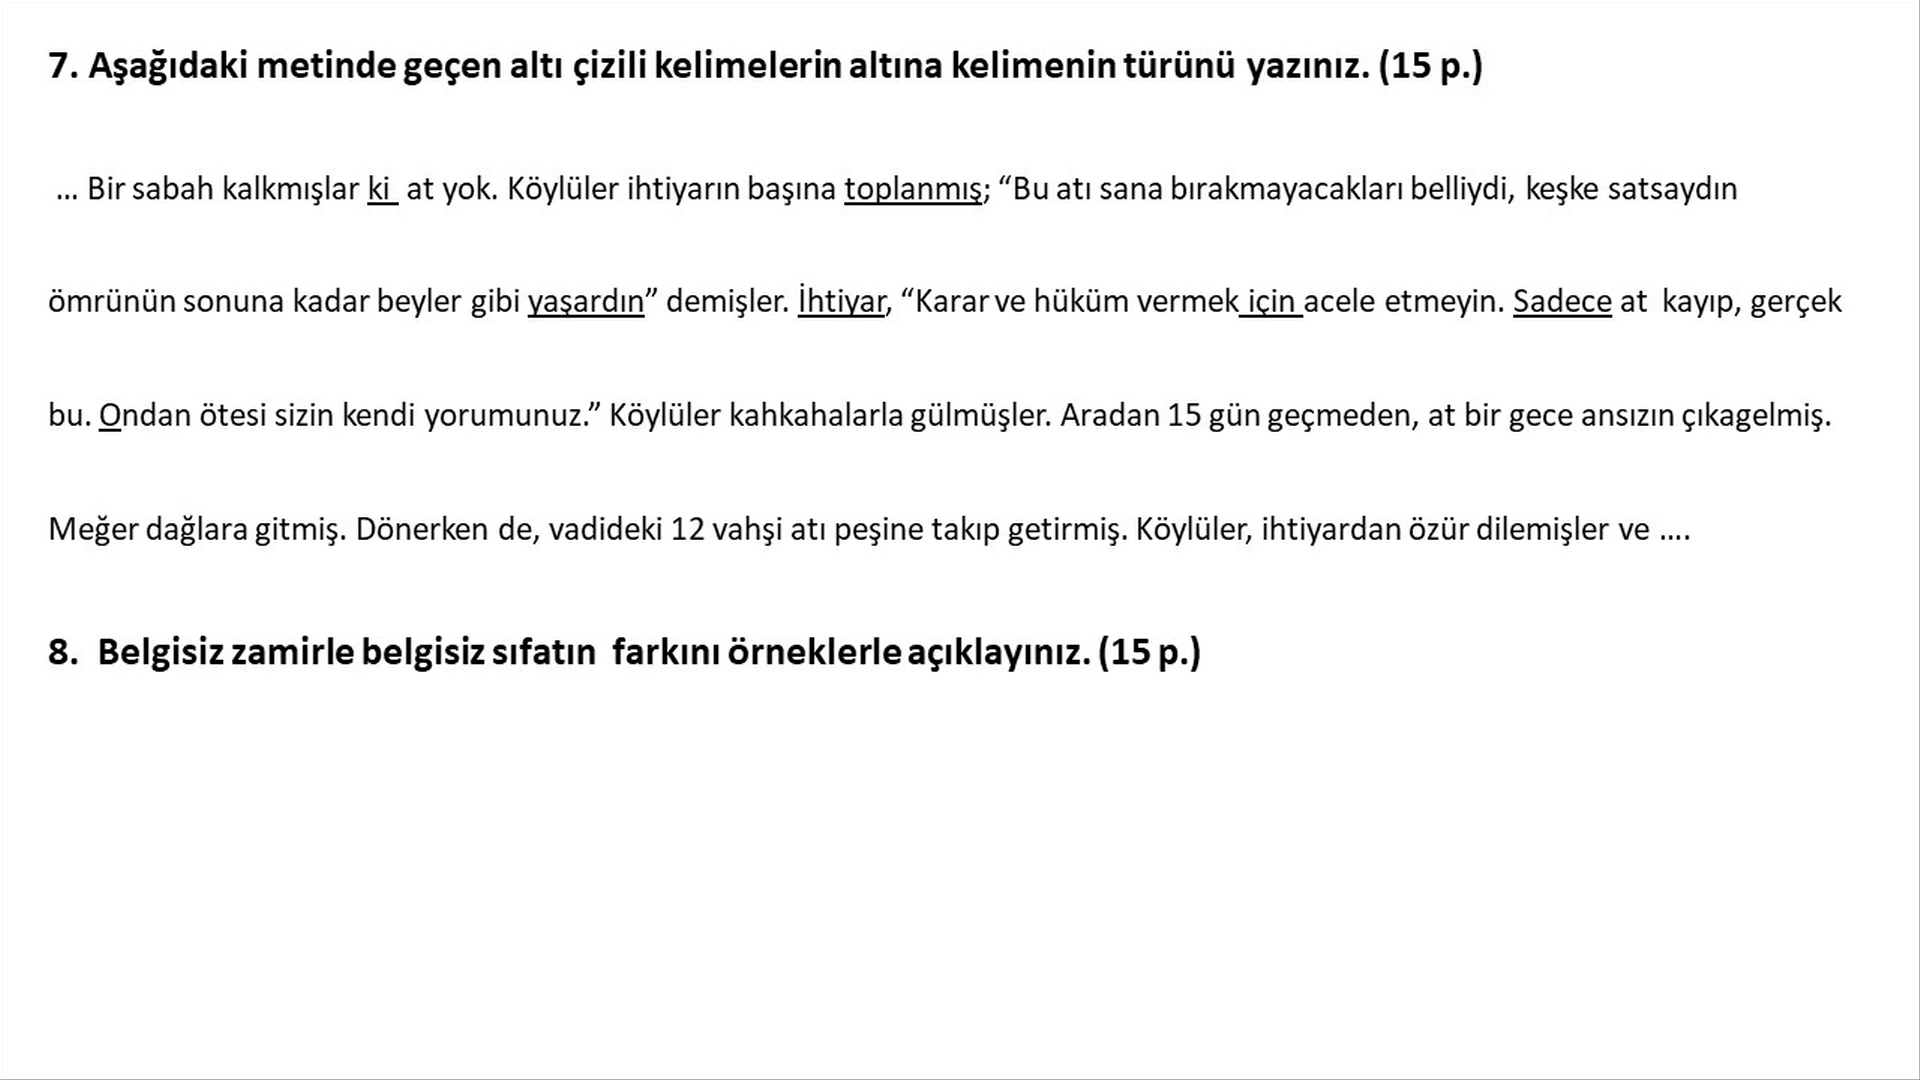 7. Aşağıdaki metinde geçen altı çizili kelimelerin altına kelimenin türünü yazınız. (15 p.)
... Bir sabah kalkmışlar ki at yok. Köylüler ihtiyarın başına toplanmış; “Bu atı sana bırakmayacakları belliydi, keşke satsaydın
ömrünün sonuna kadar beyler gibi yaşardın” demişler. İhtiyar, “Karar ve hüküm vermek için acele etmeyin. Sadece at kayıp, gerçek
bu. Ondan ötesi sizin kendi yorumunuz.” Köylüler kahkahalarla gülmüşler. Aradan 15 gün geçmeden, at bir gece ansızın çıkagelmiş.
Meğer dağlara gitmiş. Dönerken de, vadideki 12 vahşi atı peşine takıp getirmiş. Köylüler, ihtiyardan özür dilemişler ve ....
8. Belgisiz zamirle belgisiz sıfatın farkını örneklerle açıklayınız. (15 p.)